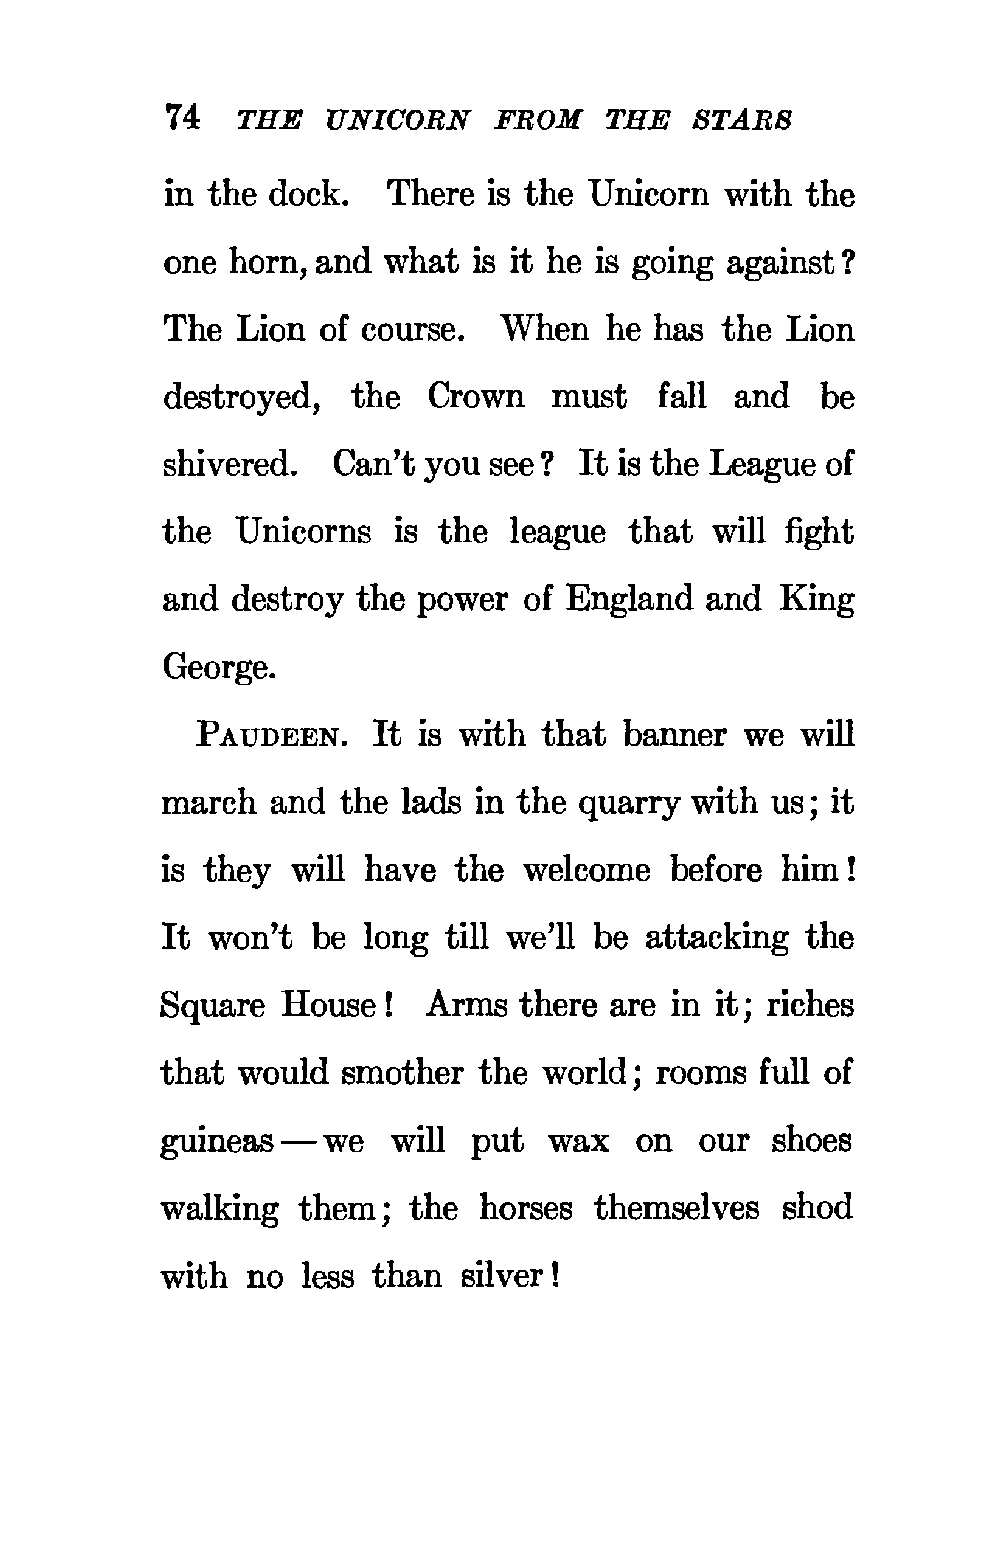 74 THE UNICORN FROM THE STARS
in the dock. There is the Unicorn with the
one horn, and what is it he is going against?
The Lion of course. When he has the Lion
destroyed, the Crown must fall and be
shivered. Can't you see? It is the League of
the Unicorns is the league that will fight
and destroy the power of England and King
George.
PAUDEEN. It is with that banner we will
march and the lads in the quarry with us; it
is they will have the welcome before him!
It won't be long till we'll be attacking the
Square House! Arms there are in it; riches
that would smother the world; rooms full of
guineas—we will put wax on our shoes
walking them; the horses themselves shod
with no less than silver!